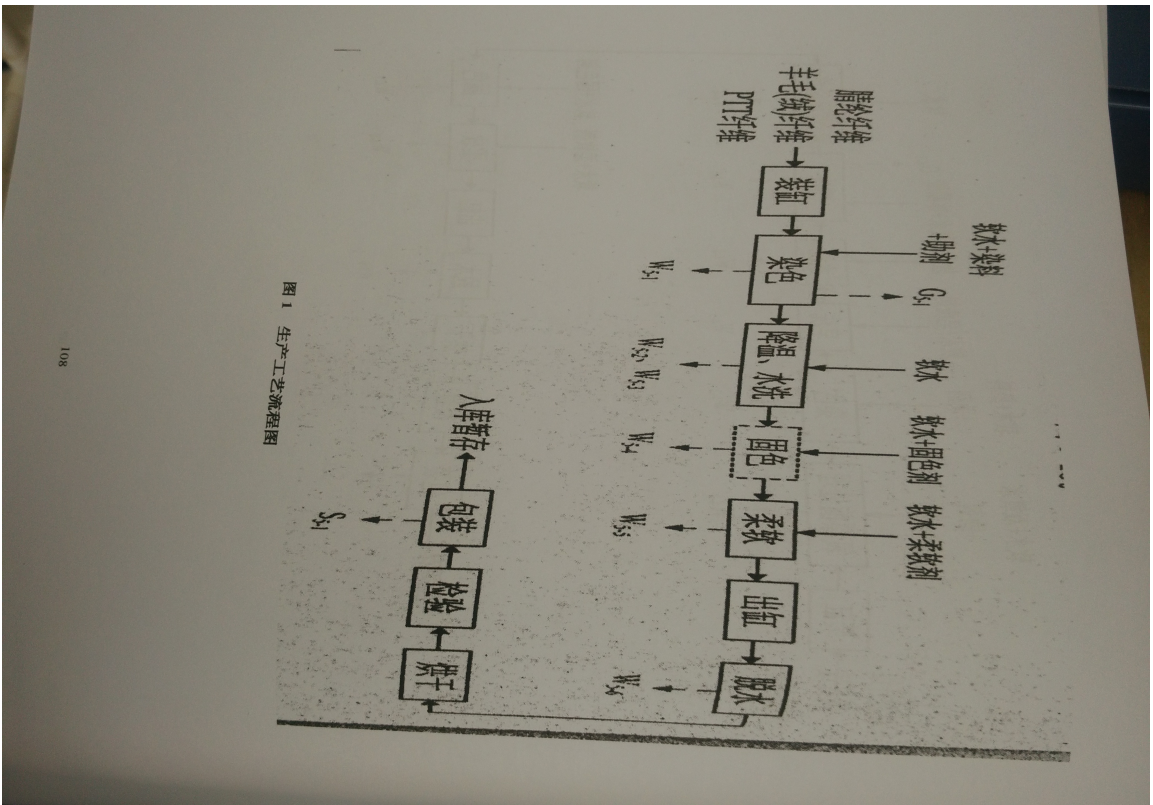 软水+染料
+助剂
G₅₋₁
软水
软水+固色剂
软水+柔软剂
腈纶纤维
羊毛(绒)纤维
PTT纤维
装缸
染色
降温、水洗
固色
柔软
出缸
脱水
W₅₋₁
W₅₋₂、W₅₋₃
W₅₋₄
W₅₋₅
W₅₋₆
入库暂存
包装
检验
烘干
S₅₋₁
图 1 生产工艺流程图
108